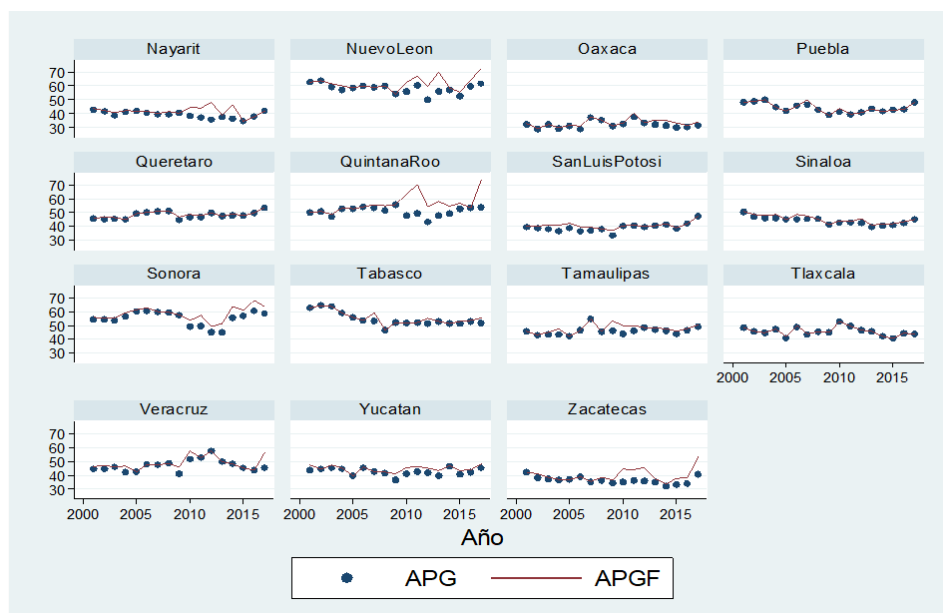 Nayarit NuevoLeon Oaxaca Puebla
70
60
50
40
30
Queretaro QuintanaRoo SanLuisPotosi Sinaloa
70
60
50
40
30
Sonora Tabasco Tamaulipas Tlaxcala
70
60
50
40
30
2000 2005 2010 2015
Veracruz Yucatan Zacatecas
70
60
50
40
30
2000 2005 2010 2015 2000 2005 2010 2015 2000 2005 2010 2015
Año
APG APGF